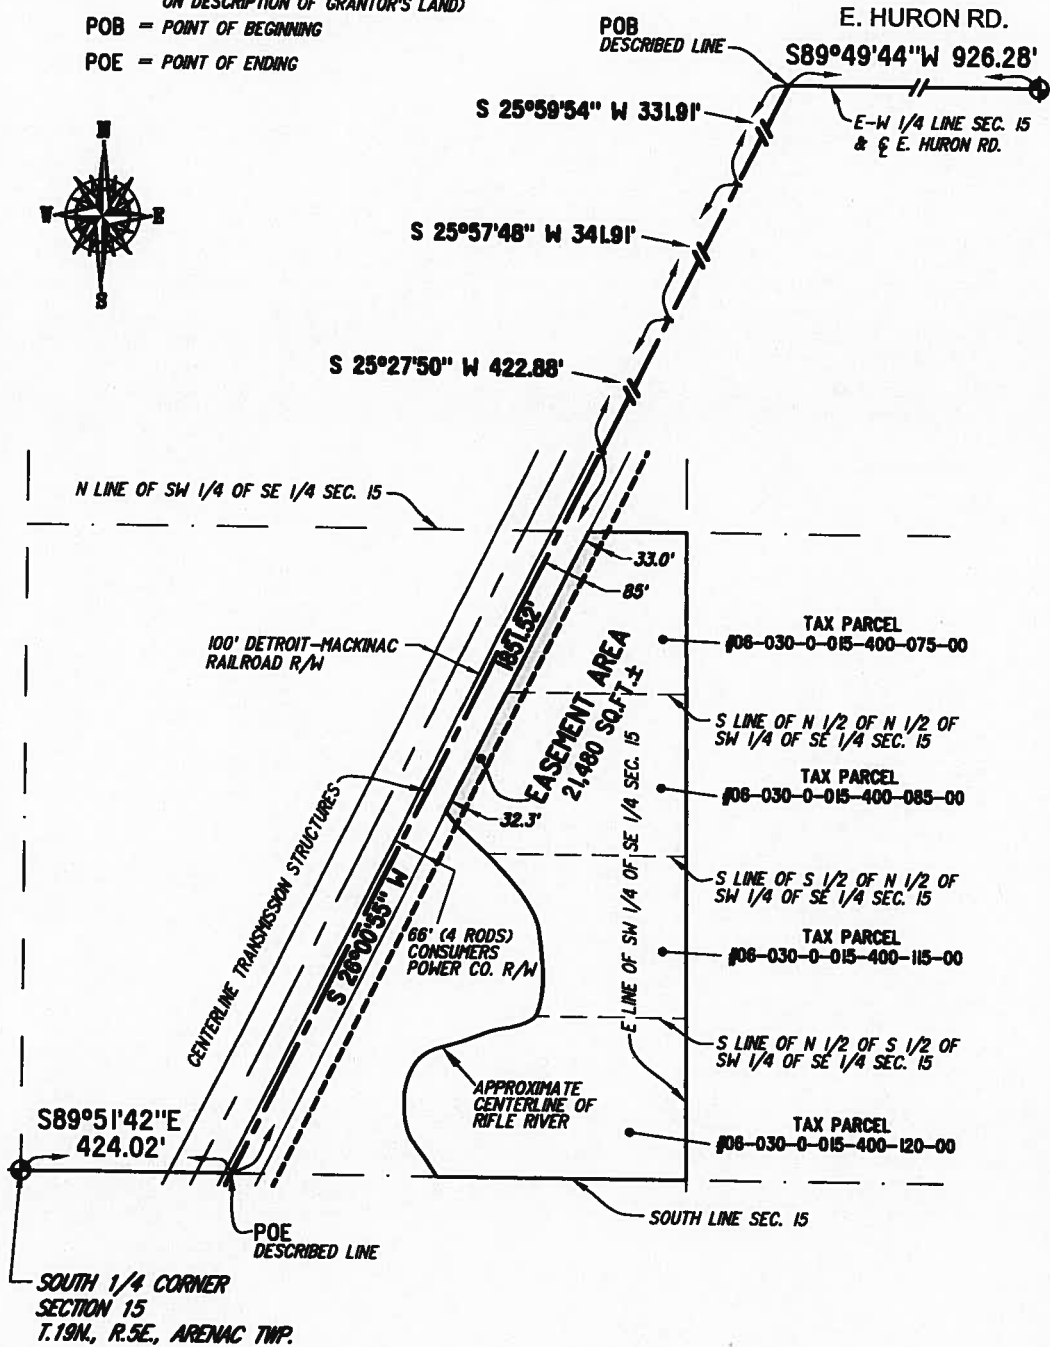 ON DESCRIPTION OF GRANTOR'S LAND)
POB = POINT OF BEGINNING
POE = POINT OF ENDING
N
W
E
S
POB
DESCRIBED LINE
E. HURON RD.
S89°49'44"W 926.28'
E-W 1/4 LINE SEC. 15
& ℄ E. HURON RD.
S 25°59'54" W 331.91'
S 25°57'48" W 341.91'
S 25°27'50" W 422.88'
N LINE OF SW 1/4 OF SE 1/4 SEC. 15
33.0'
85'
100' DETROIT-MACKINAC
RAILROAD R/W
1851.52'
EASEMENT AREA
21,480 SQ.FT.±
TAX PARCEL
#06-030-0-015-400-075-00
S LINE OF N 1/2 OF N 1/2 OF
SW 1/4 OF SE 1/4 SEC. 15
TAX PARCEL
#06-030-0-015-400-085-00
32.3'
CENTERLINE TRANSMISSION STRUCTURES
S 26°00'55" W
E LINE OF SW 1/4 OF SE 1/4 SEC. 15
S LINE OF S 1/2 OF N 1/2 OF
SW 1/4 OF SE 1/4 SEC. 15
66' (4 RODS)
CONSUMERS
POWER CO. R/W
TAX PARCEL
#06-030-0-015-400-115-00
S LINE OF N 1/2 OF S 1/2 OF
SW 1/4 OF SE 1/4 SEC. 15
APPROXIMATE
CENTERLINE OF
RIFLE RIVER
S89°51'42"E
424.02'
TAX PARCEL
#06-030-0-015-400-120-00
SOUTH LINE SEC. 15
POE
DESCRIBED LINE
SOUTH 1/4 CORNER
SECTION 15
T.19N., R.5E., ARENAC TWP.